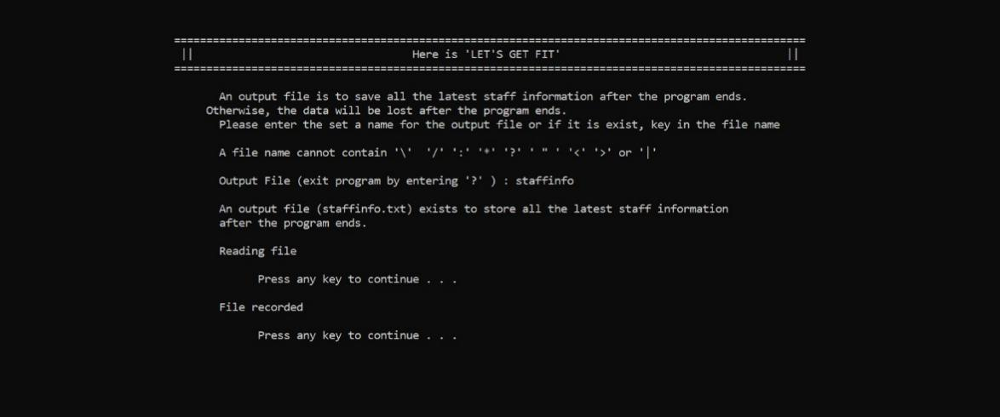 ================================================================================================
|| Here is 'LET'S GET FIT' ||
================================================================================================
An output file is to save all the latest staff information after the program ends.
Otherwise, the data will be lost after the program ends.
Please enter the set a name for the output file or if it is exist, key in the file name
A file name cannot contain '\' '/' ':' '*' '?' ' " ' '<' '>' or '|'
Output File (exit program by entering '?' ) : staffinfo
An output file (staffinfo.txt) exists to store all the latest staff information
after the program ends.
Reading file
Press any key to continue . . .
File recorded
Press any key to continue . . .